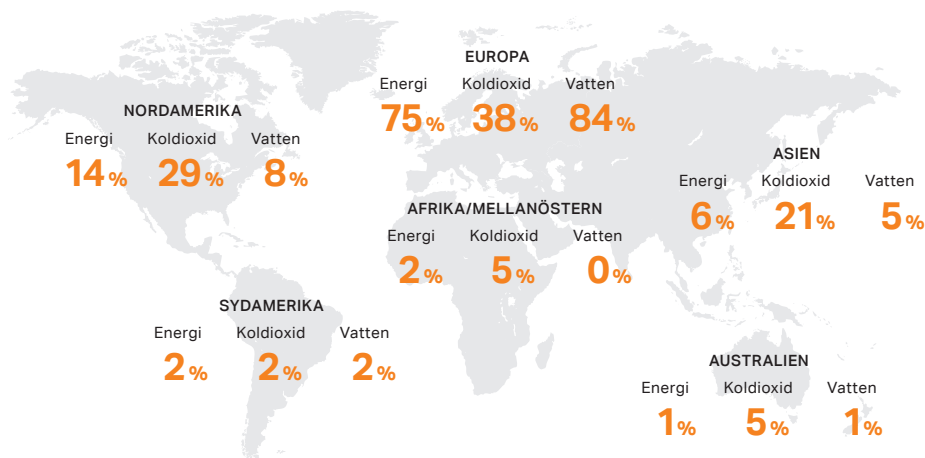 EUROPA
Energi Koldioxid Vatten
75% 38% 84%
NORDAMERIKA
Energi Koldioxid Vatten
14% 29% 8%
ASIEN
Energi Koldioxid Vatten
6% 21% 5%
AFRIKA/MELLANÖSTERN
Energi Koldioxid Vatten
2% 5% 0%
SYDAMERIKA
Energi Koldioxid Vatten
2% 2% 2%
AUSTRALIEN
Energi Koldioxid Vatten
1% 5% 1%